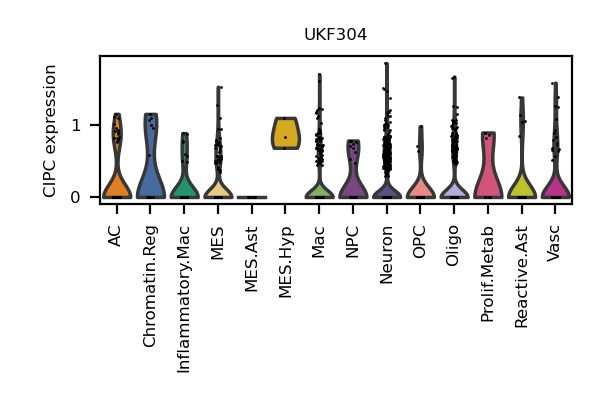 UKF304
CIPC expression
1
0
AC
Chromatin.Reg
Inflammatory.Mac
MES
MES.Ast
MES.Hyp
Mac
NPC
Neuron
OPC
Oligo
Prolif.Metab
Reactive.Ast
Vasc